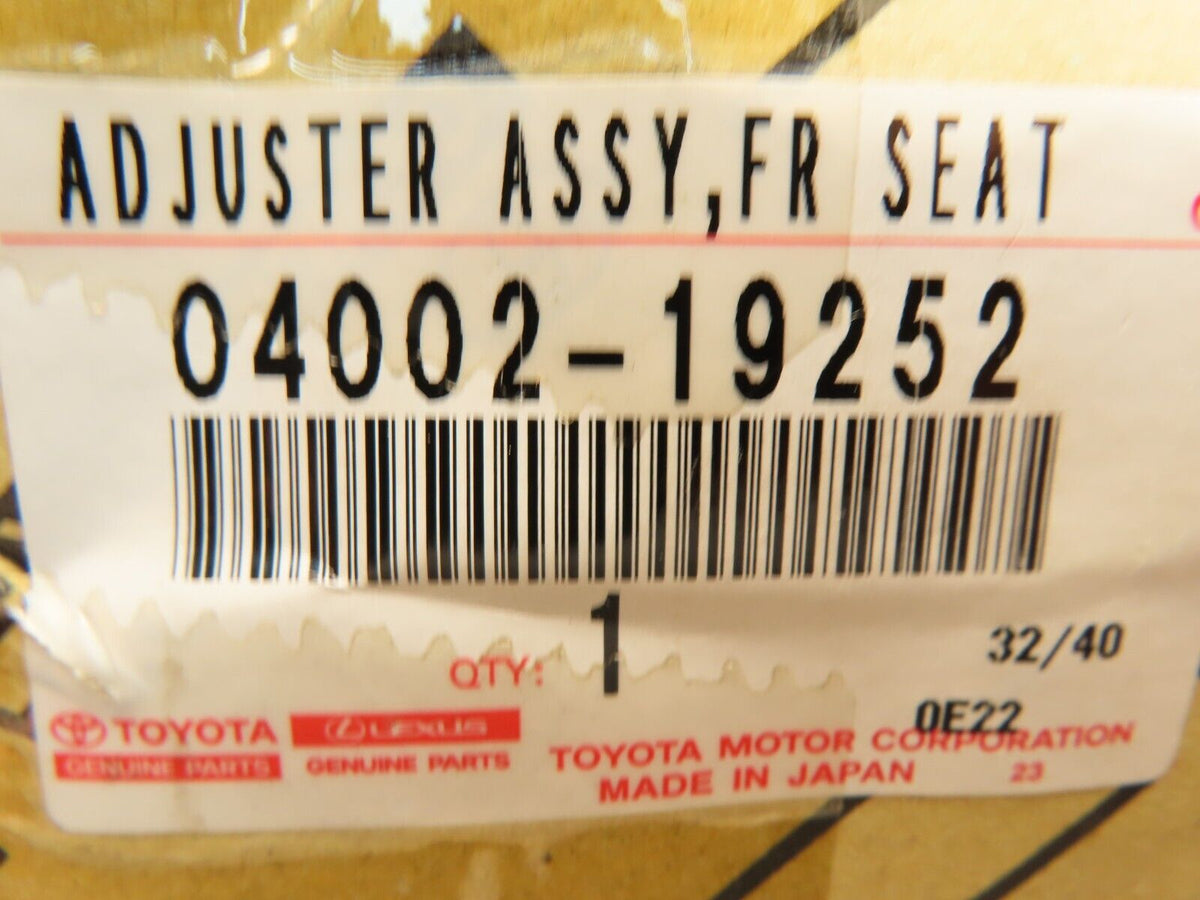 ADJUSTER ASSY,FR SEAT
04002-19252
1
QTY:
32/40
0E22
TOYOTA
GENUINE PARTS
LEXUS
GENUINE PARTS
TOYOTA MOTOR CORPORATION
MADE IN JAPAN 23